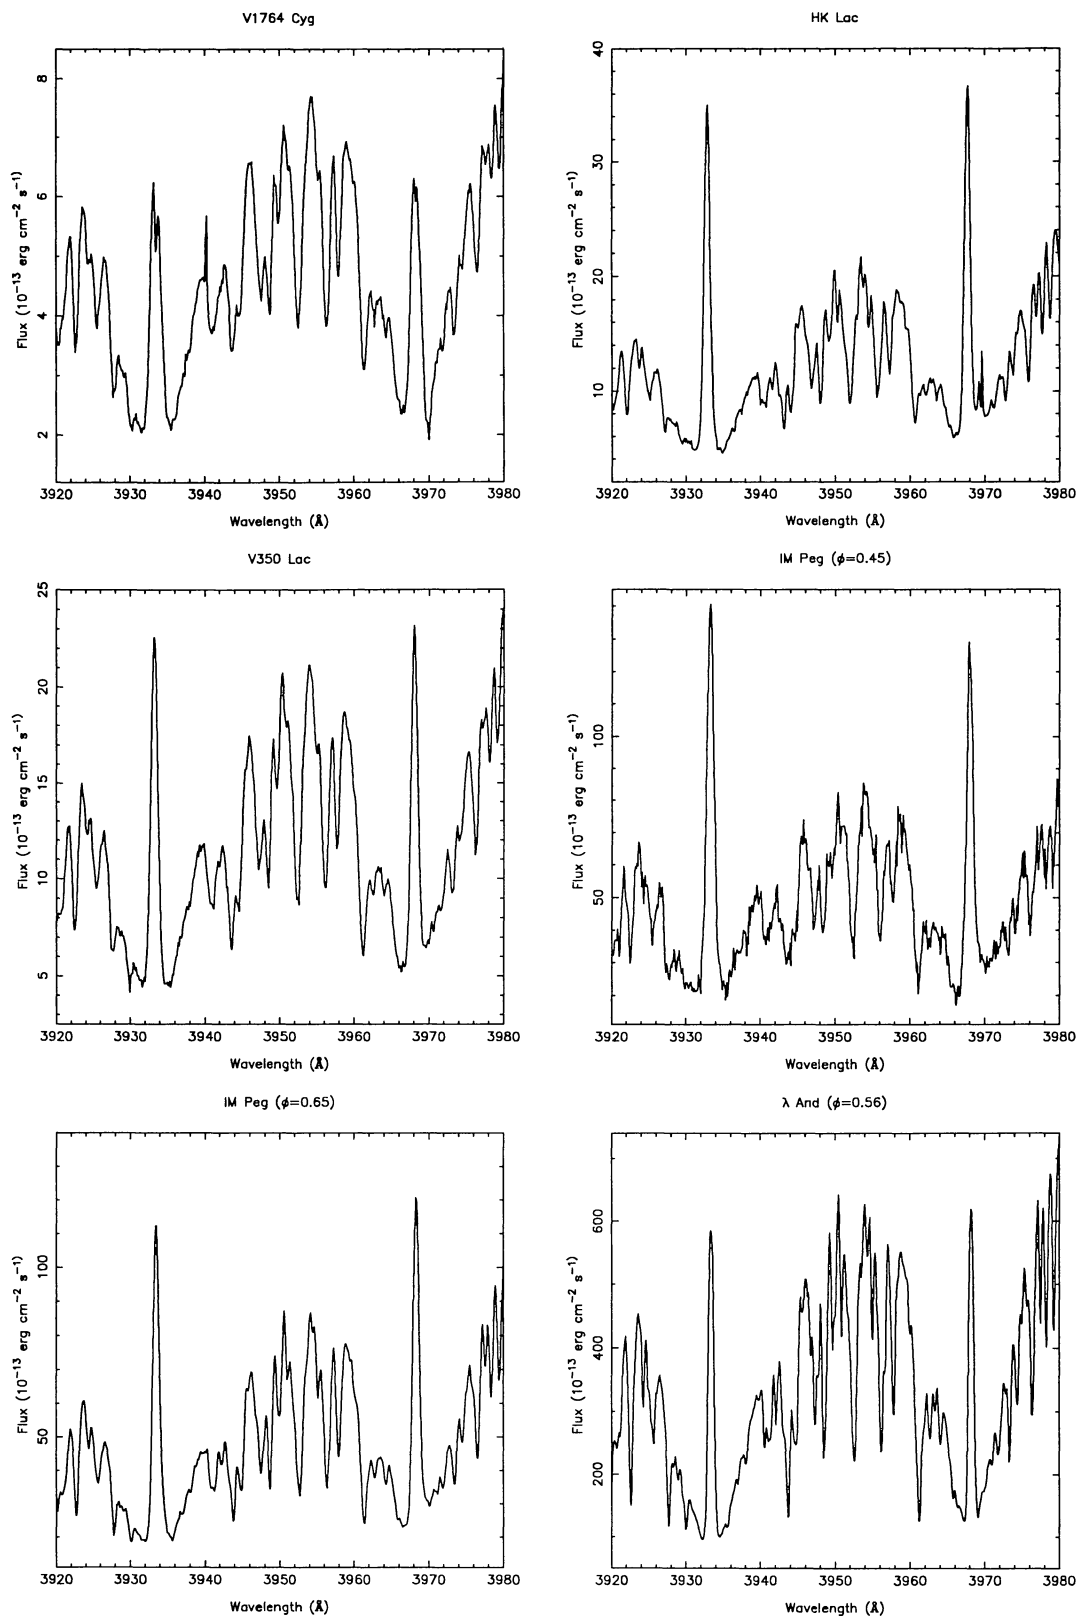 V1764 Cyg
8
6
4
2
Flux (10⁻¹³ erg cm⁻² s⁻¹)
3920 3930 3940 3950 3960 3970 3980
Wavelength (Å)
HK Lac
40
30
20
10
Flux (10⁻¹³ erg cm⁻² s⁻¹)
3920 3930 3940 3950 3960 3970 3980
Wavelength (Å)
V350 Lac
25
20
15
10
5
Flux (10⁻¹³ erg cm⁻² s⁻¹)
3920 3930 3940 3950 3960 3970 3980
Wavelength (Å)
IM Peg (ϕ=0.45)
100
50
Flux (10⁻¹³ erg cm⁻² s⁻¹)
3920 3930 3940 3950 3960 3970 3980
Wavelength (Å)
IM Peg (ϕ=0.65)
100
50
Flux (10⁻¹³ erg cm⁻² s⁻¹)
3920 3930 3940 3950 3960 3970 3980
Wavelength (Å)
λ And (ϕ=0.56)
600
400
200
Flux (10⁻¹³ erg cm⁻² s⁻¹)
3920 3930 3940 3950 3960 3970 3980
Wavelength (Å)